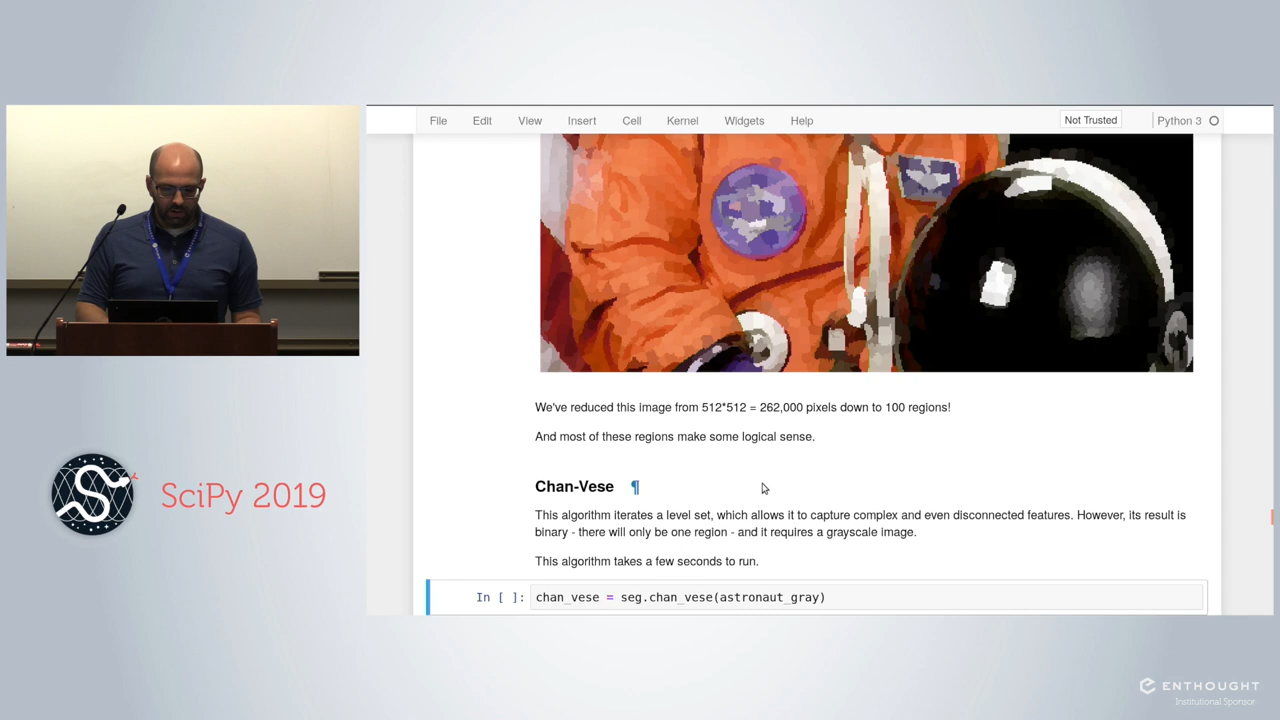 File Edit View Insert Cell Kernel Widgets Help Not Trusted Python 3
We've reduced this image from 512*512 = 262,000 pixels down to 100 regions!
And most of these regions make some logical sense.
Chan-Vese ¶
This algorithm iterates a level set, which allows it to capture complex and even disconnected features. However, its result is
binary - there will only be one region - and it requires a grayscale image.
This algorithm takes a few seconds to run.
In [ ]: chan_vese = seg.chan_vese(astronaut_gray)
SciPy 2019
ENTHOUGHT
Institutional Sponsor